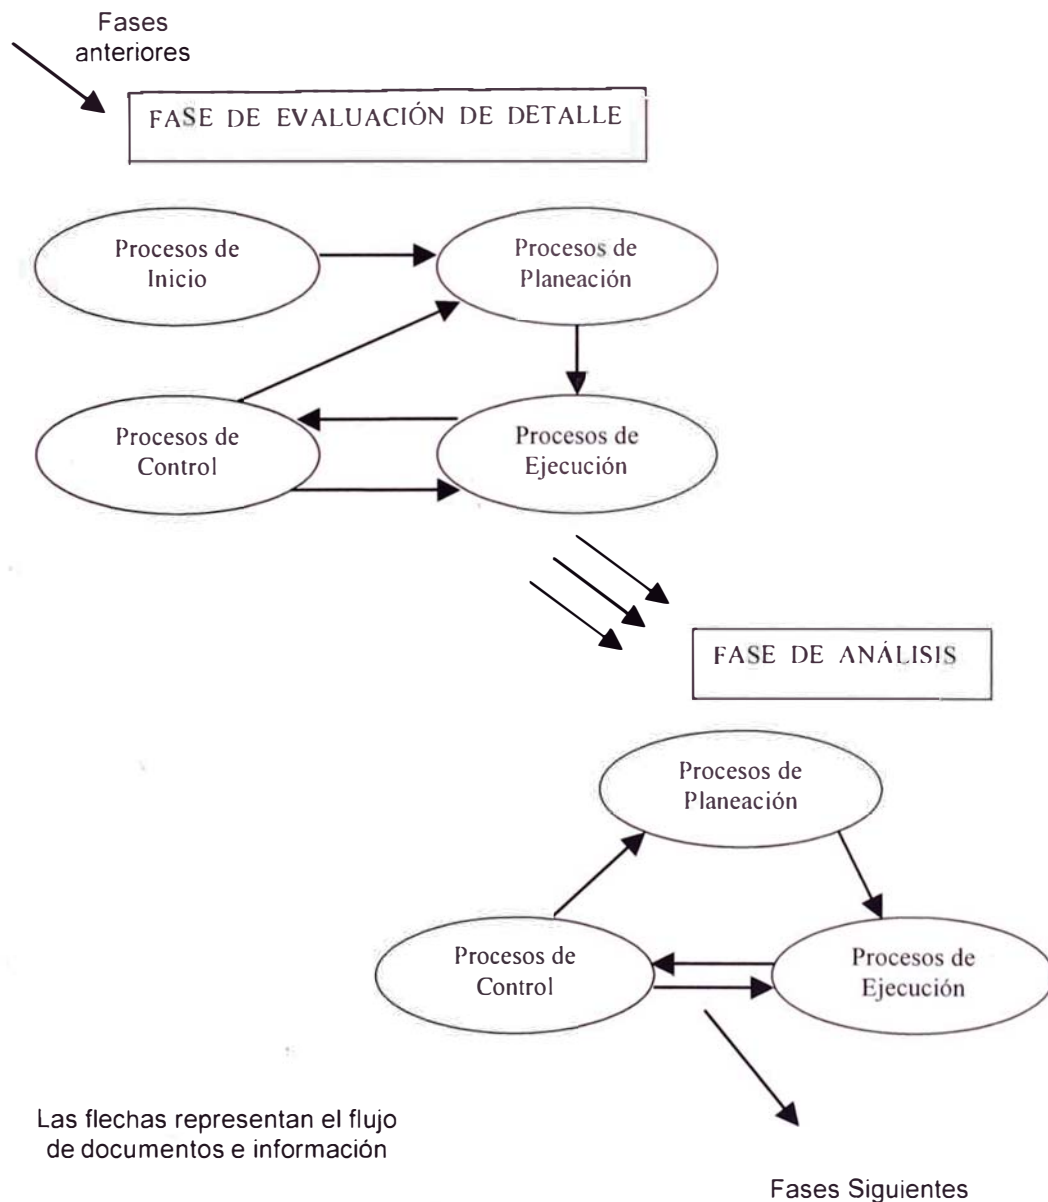 Fases
anteriores
FASE DE EVALUACIÓN DE DETALLE
Procesos de
Inicio
Procesos de
Planeación
Procesos de
Control
Procesos de
Ejecución
FASE DE ANÁLISIS
Procesos de
Planeación
Procesos de
Control
Procesos de
Ejecución
Las flechas representan el flujo
de documentos e información
Fases Siguientes